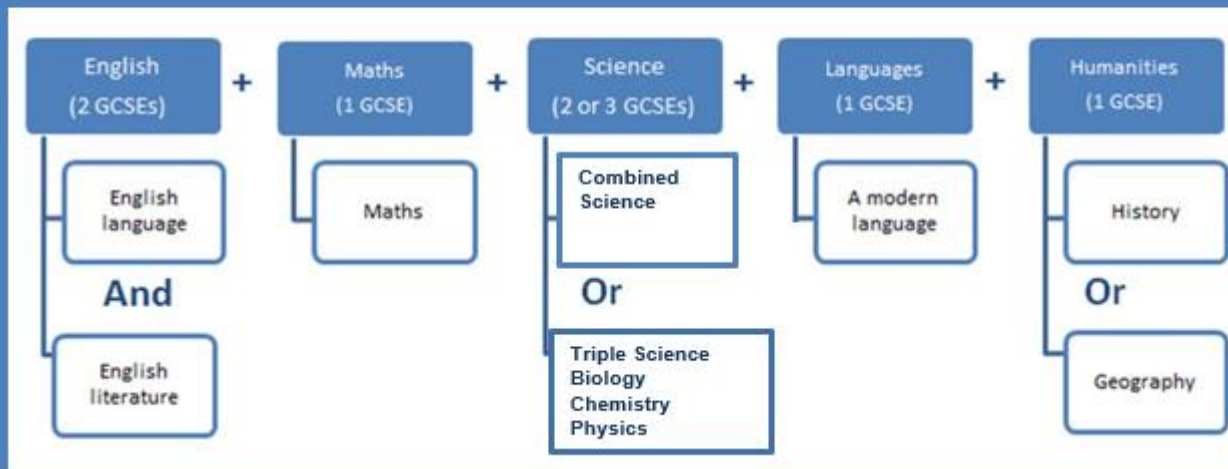 English
(2 GCSEs)
+
Maths
(1 GCSE)
+
Science
(2 or 3 GCSEs)
+
Languages
(1 GCSE)
+
Humanities
(1 GCSE)
English
language
And
English
literature
Maths
Combined
Science
Or
Triple Science
Biology
Chemistry
Physics
A modern
language
History
Or
Geography